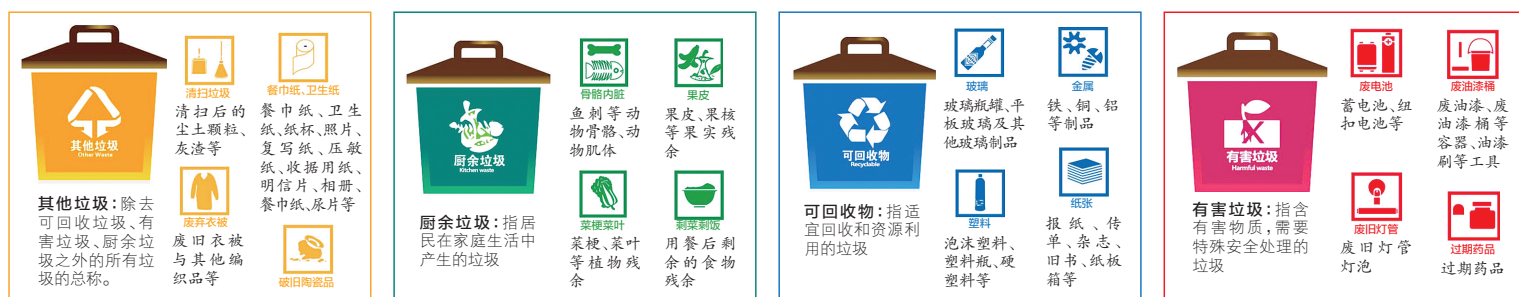 其他垃圾
Other Waste
其他垃圾:除去
可回收垃圾、有
害垃圾、厨余垃
圾之外的所有垃
圾的总称。
清扫垃圾
清扫后的
尘土颗粒、
灰渣等
废弃衣被
废旧衣被
与其他编
织品等
餐巾纸、卫生纸
餐巾纸、卫生
纸、纸杯、照片、
复写纸、压敏
纸、收据用纸、
明信片、相册、
餐巾纸、尿片等
破旧陶瓷品
厨余垃圾
Kitchen waste
厨余垃圾:指居
民在家庭生活中
产生的垃圾
骨骼内脏
鱼刺等动
物骨骼、动
物肌体
菜梗菜叶
菜梗、菜叶
等植物残
余
果皮
果皮、果核
等果实残
余
剩菜剩饭
用餐后剩
余的食物
残余
可回收物
Recyclable
可回收物:指适
宜回收和资源利
用的垃圾
玻璃
玻璃瓶罐、平
板玻璃及其
他玻璃制品
塑料
泡沫塑料、
塑料瓶、硬
塑料等
金属
铁、铜、铝
等制品
纸张
报纸、传
单、杂志、
旧书、纸板
箱等
有害垃圾
Harmful waste
有害垃圾:指含
有害物质,需要
特殊安全处理的
垃圾
废电池
蓄电池、纽
扣电池等
废旧灯管
废旧灯管
灯泡
废油漆桶
废油漆、废
油漆桶等
容器、油漆
刷等工具
过期药品
过期药品